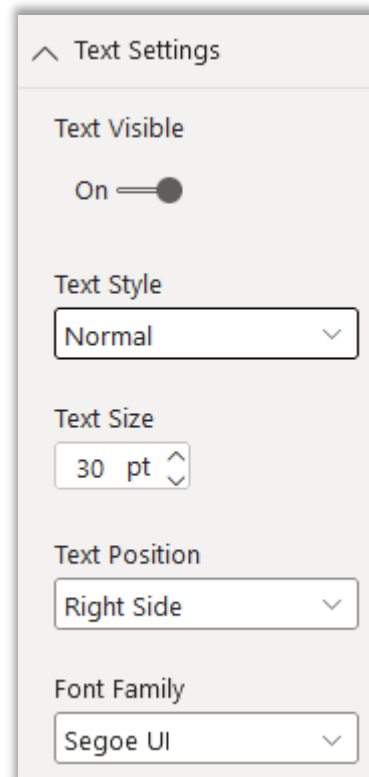 Text Settings
Text Visible
On
Text Style
Normal
Text Size
30 pt
Text Position
Right Side
Font Family
Segoe UI